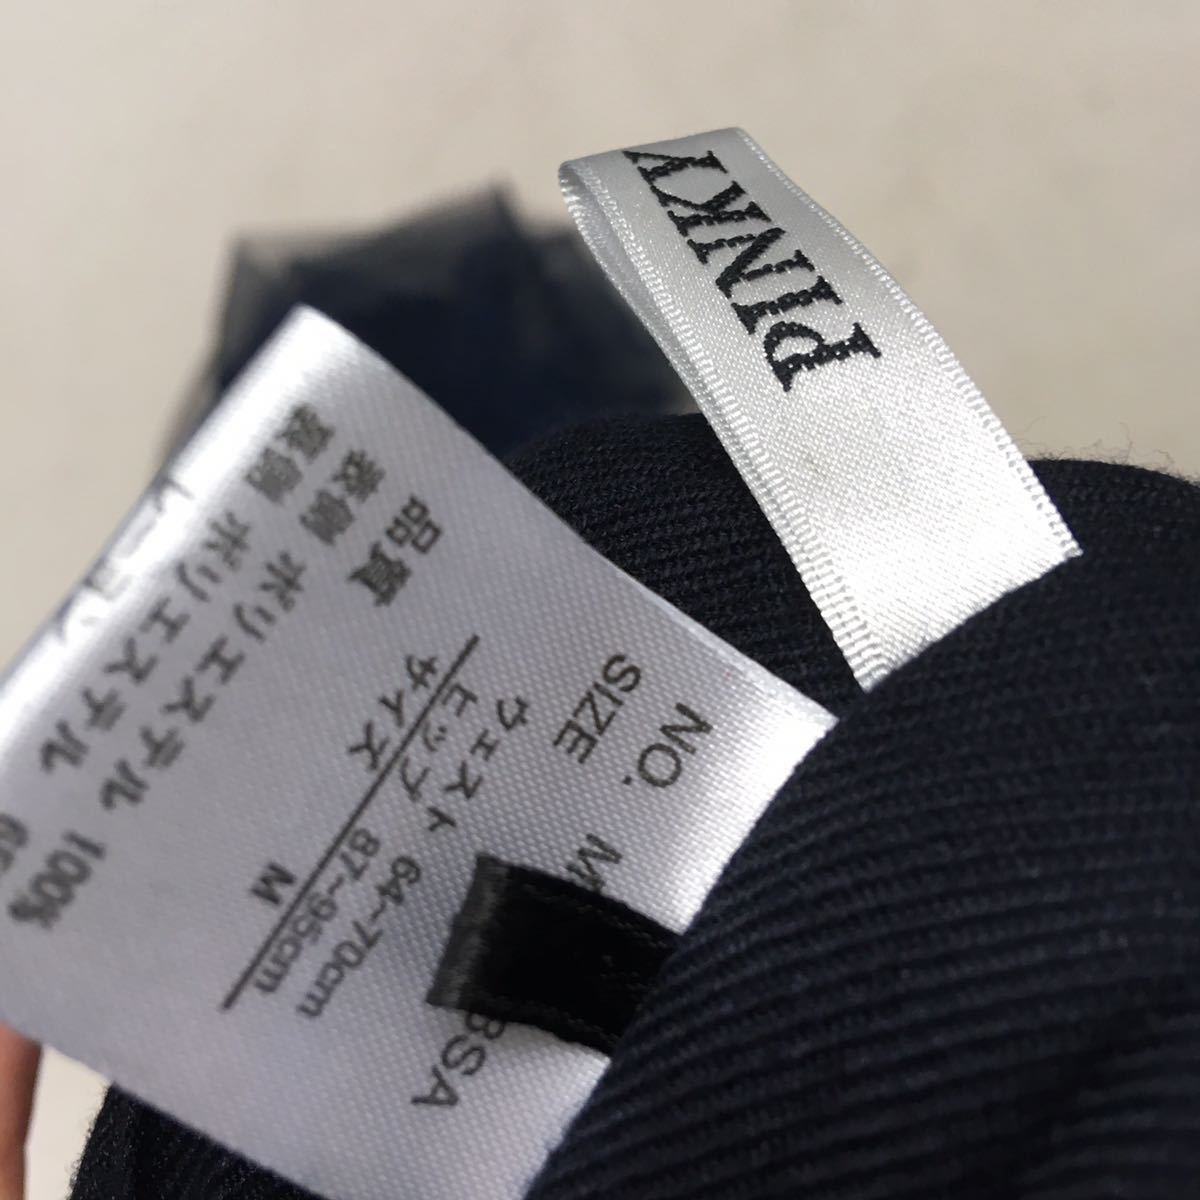 PINKY
NO.
SIZE
ウェスト 64~70cm
ヒップ 87~95cm
サイズ M
品質
表側 ポリエステル 100%
裏側 ポリエステル